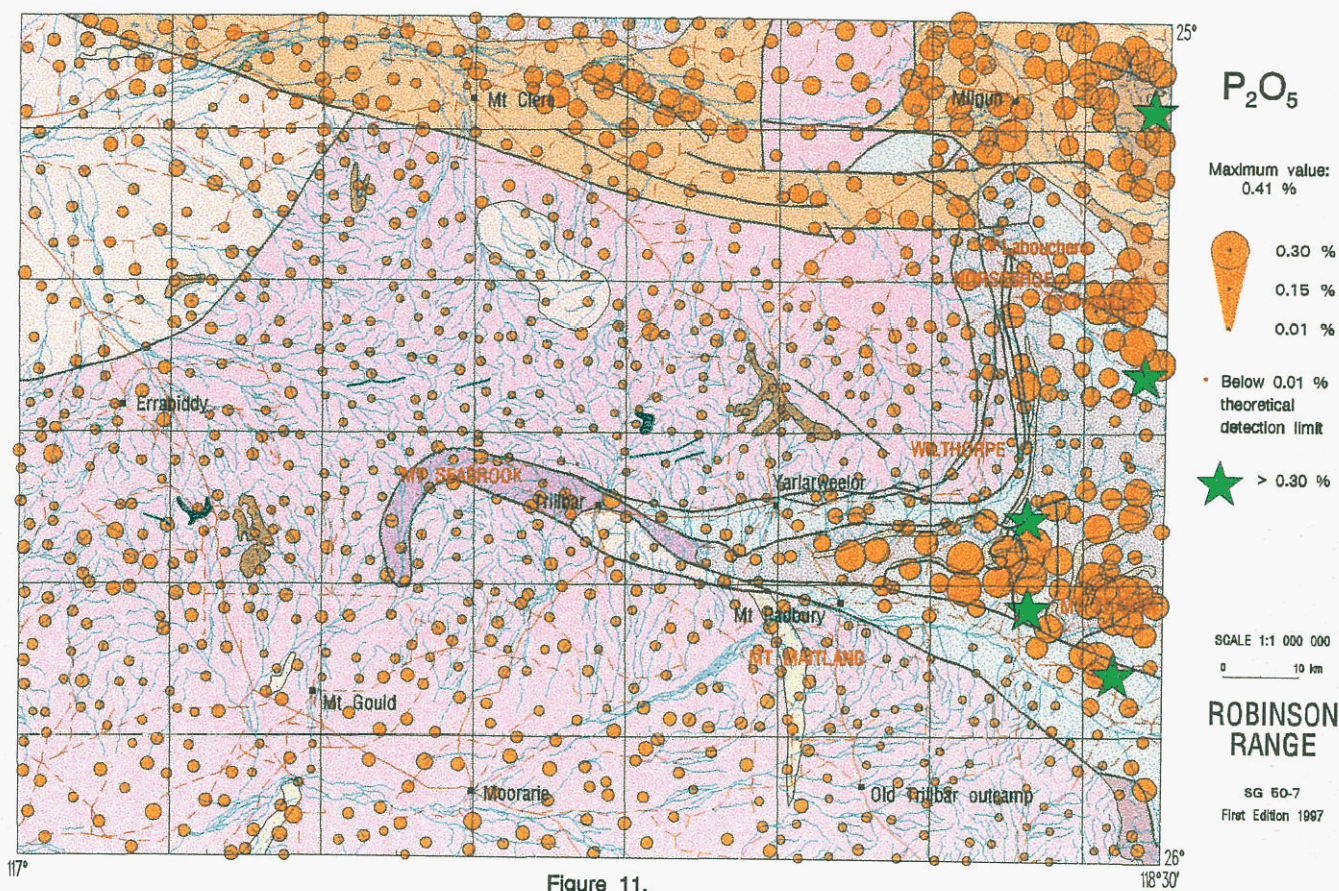 25°
P₂O₅
Mt Clere
Milgun
Maximum value:
0.41 %
Labouchere
0.30 %
0.15 %
0.01 %
Below 0.01 %
theoretical
detection limit
Errabiddy
WILTHORPE
MT SEABROOK
Trillbar
Yarlarweelor
> 0.30 %
Mt Padbury
MT MAITLAND
SCALE 1:1 000 000
0 10 km
Mt Gould
ROBINSON
RANGE
Moorarie
Old Trillbar outcamp
SG 50-7
First Edition 1997
117°
26°
118°30'
Figure 11.